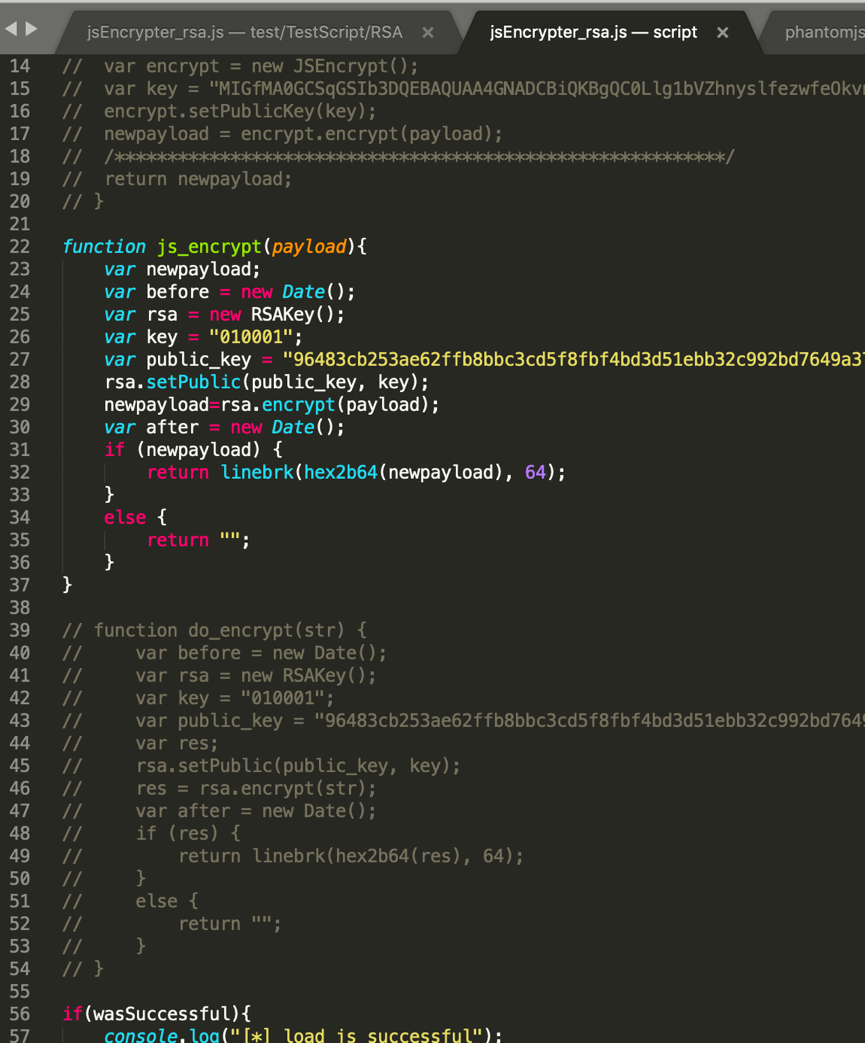 jsEncrypter_rsa.js — test/TestScript/RSA × jsEncrypter_rsa.js — script × phantomjs
14 // var encrypt = new JSEncrypt();
15 // var key = "MIGfMA0GCSqGSIb3DQEBAQUAA4GNADCBiQKBgQC0Llg1bVZhnyslfezwfeOkvn
16 // encrypt.setPublicKey(key);
17 // newpayload = encrypt.encrypt(payload);
18 // /**********************************************************/
19 // return newpayload;
20 // }
21
22 function js_encrypt(payload){
23 var newpayload;
24 var before = new Date();
25 var rsa = new RSAKey();
26 var key = "010001";
27 var public_key = "96483cb253ae62ffb8bbc3cd5f8fbf4bd3d51ebb32c992bd7649a37
28 rsa.setPublic(public_key, key);
29 newpayload=rsa.encrypt(payload);
30 var after = new Date();
31 if (newpayload) {
32 return linebrk(hex2b64(newpayload), 64);
33 }
34 else {
35 return "";
36 }
37 }
38
39 // function do_encrypt(str) {
40 // var before = new Date();
41 // var rsa = new RSAKey();
42 // var key = "010001";
43 // var public_key = "96483cb253ae62ffb8bbc3cd5f8fbf4bd3d51ebb32c992bd7649
44 // var res;
45 // rsa.setPublic(public_key, key);
46 // res = rsa.encrypt(str);
47 // var after = new Date();
48 // if (res) {
49 // return linebrk(hex2b64(res), 64);
50 // }
51 // else {
52 // return "";
53 // }
54 // }
55
56 if(wasSuccessful){
57 console.log("[*] load js successful");